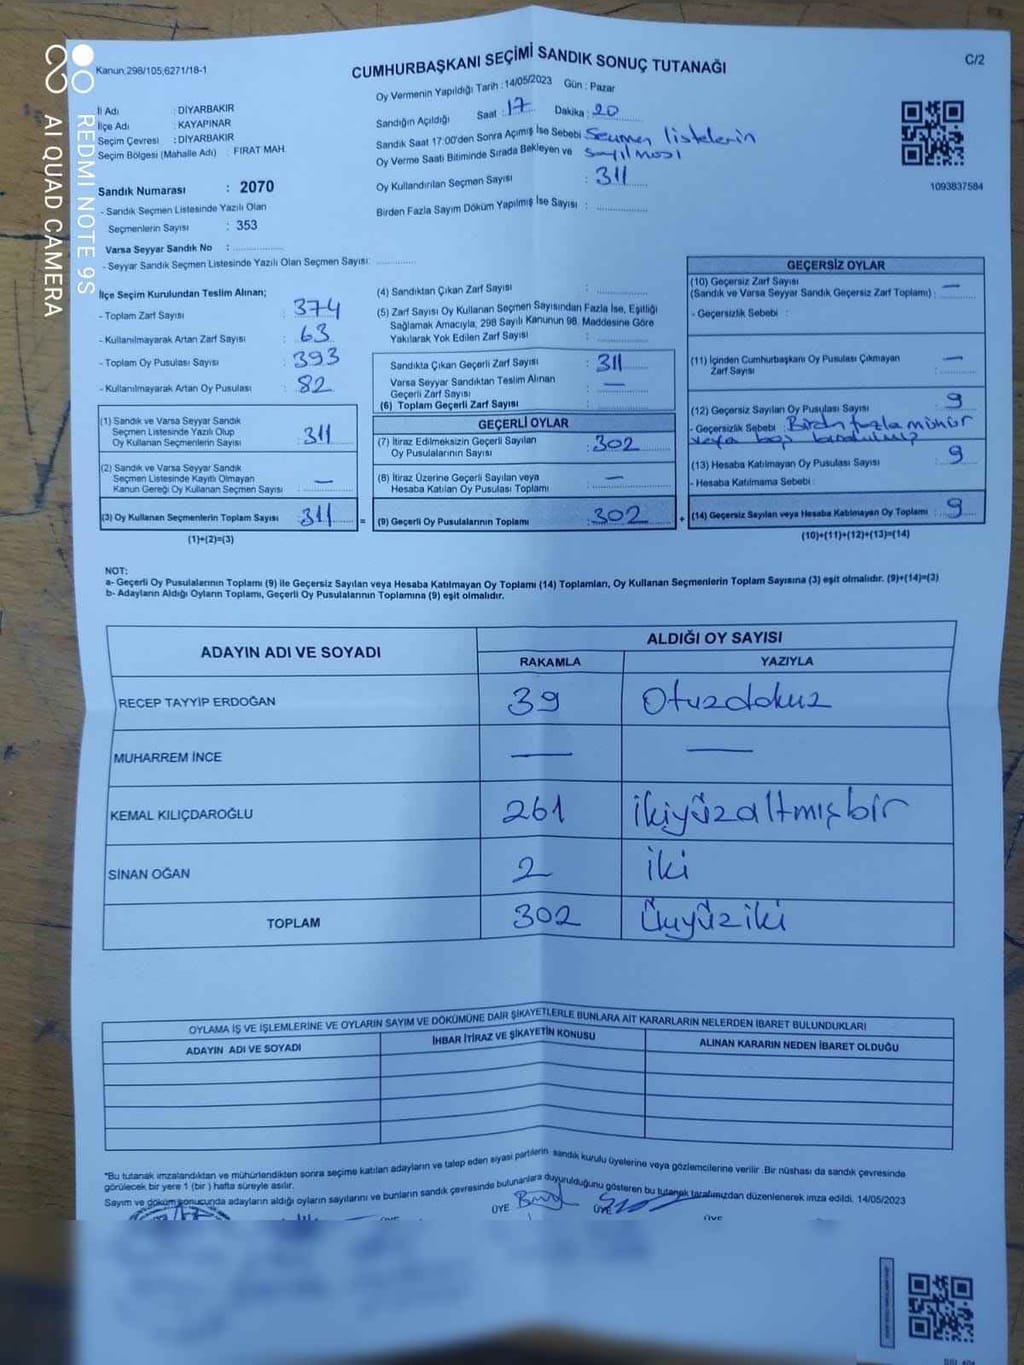 CUMHURBAŞKANI SEÇİMİ SANDIK SONUÇ TUTANAĞI
C/2
Kanun:298/105;6271/18-1
Oy Vermenin Yapıldığı Tarih :14/05/2023 Gün : Pazar
İl Adı : DİYARBAKIR
İlçe Adı : KAYAPINAR
Seçim Çevresi : DİYARBAKIR
Seçim Bölgesi (Mahalle Adı) : FIRAT MAH.
Sandık Numarası : 2070
- Sandık Seçmen Listesinde Yazılı Olan
Seçmenlerin Sayısı : 353
Varsa Seyyar Sandık No :
- Seyyar Sandık Seçmen Listesinde Yazılı Olan Seçmen Sayısı:
Sandığın Açıldığı Saat : 17 Dakika : 20
Sandık Saat 17:00'den Sonra Açımış İse Sebebi Seçmen listelerin
sayılması
Oy Verme Saati Bitiminde Sırada Bekleyen ve
Oy Kullandırılan Seçmen Sayısı : 311
Birden Fazla Sayım Döküm Yapılmış İse Sayısı :
1093837584
İlçe Seçim Kurulundan Teslim Alınan;
- Toplam Zarf Sayısı : 374
- Kullanılmayarak Artan Zarf Sayısı : 63
- Toplam Oy Pusulası Sayısı : 393
- Kullanılmayarak Artan Oy Pusulası : 82
(1) Sandık ve Varsa Seyyar Sandık
Seçmen Listesinde Yazılı Olup
Oy Kullanan Seçmenlerin Sayısı : 311
(2) Sandık ve Varsa Seyyar Sandık
Seçmen Listesinde Kayıtlı Olmayan
Kanun Gereği Oy Kullanan Seçmen Sayısı : —
(3) Oy Kullanan Seçmenlerin Toplam Sayısı : 311 =
(1)+(2)=(3)
(4) Sandıktan Çıkan Zarf Sayısı :
(5) Zarf Sayısı Oy Kullanan Seçmen Sayısından Fazla İse, Eşitliği
Sağlamak Amacıyla, 298 Sayılı Kanunun 98. Maddesine Göre
Yakılarak Yok Edilen Zarf Sayısı :
Sandıkta Çıkan Geçerli Zarf Sayısı : 311
Varsa Seyyar Sandıktan Teslim Alınan
Geçerli Zarf Sayısı : —
(6) Toplam Geçerli Zarf Sayısı :
GEÇERLİ OYLAR
(7) İtiraz Edilmeksizin Geçerli Sayılan
Oy Pusulalarının Sayısı : 302
(8) İtiraz Üzerine Geçerli Sayılan veya
Hesaba Katılan Oy Pusulası Toplamı : —
(9) Geçerli Oy Pusulalarının Toplamı : 302 +
GEÇERSİZ OYLAR
(10) Geçersiz Zarf Sayısı
(Sandık ve Varsa Seyyar Sandık Geçersiz Zarf Toplamı) : —
- Geçersizlik Sebebi :
(11) İçinden Cumhurbaşkanı Oy Pusulası Çıkmayan
Zarf Sayısı : —
(12) Geçersiz Sayılan Oy Pusulası Sayısı : 9
- Geçersizlik Sebebi : Birden fazla mühür
veya boş
(13) Hesaba Katılmayan Oy Pusulası Sayısı : 9
- Hesaba Katılmama Sebebi :
(14) Geçersiz Sayılan veya Hesaba Katılmayan Oy Toplamı : 9
(10)+(11)+(12)+(13)=(14)
NOT:
a- Geçerli Oy Pusulalarının Toplamı (9) ile Geçersiz Sayılan veya Hesaba Katılmayan Oy Toplamı (14) Toplamları, Oy Kullanan Seçmenlerin Toplam Sayısına (3) eşit olmalıdır. (9)+(14)=(3)
b- Adayların Aldığı Oyların Toplamı, Geçerli Oy Pusulalarının Toplamına (9) eşit olmalıdır.
ADAYIN ADI VE SOYADI
ALDIĞI OY SAYISI
RAKAMLA YAZIYLA
RECEP TAYYİP ERDOĞAN 39 Otuzdokuz
MUHARREM İNCE — —
KEMAL KILIÇDAROĞLU 261 ikiyüzaltmışbir
SİNAN OĞAN 2 iki
TOPLAM 302 Üçyüziki
OYLAMA İŞ VE İŞLEMLERİNE VE OYLARIN SAYIM VE DÖKÜMÜNE DAİR ŞİKAYETLERLE BUNLARA AİT KARARLARIN NELERDEN İBARET BULUNDUKLARI
ADAYIN ADI VE SOYADI İHBAR İTİRAZ VE ŞİKAYETİN KONUSU ALINAN KARARIN NEDEN İBARET OLDUĞU
"Bu tutanak imzalandıktan ve mühürlendikten sonra seçime katılan adayların ve talep eden siyasi partilerin sandık kurulu üyelerine veya gözlemcilerine verilir .Bir nüshası da sandık çevresinde
görülecek bir yere 1 (bir ) hafta süreyle asılır.
Sayım ve döküm sonucunda adayların aldığı oyların sayılarını ve bunların sandık çevresinde bulunanlara duyurulduğunu gösteren bu tutanak tarafımızdan düzenlenerek imza edildi. 14/05/2023
ÜYE ÜYE
ÜYE ÜYE
REDMI NOTE 9S
AI QUAD CAMERA